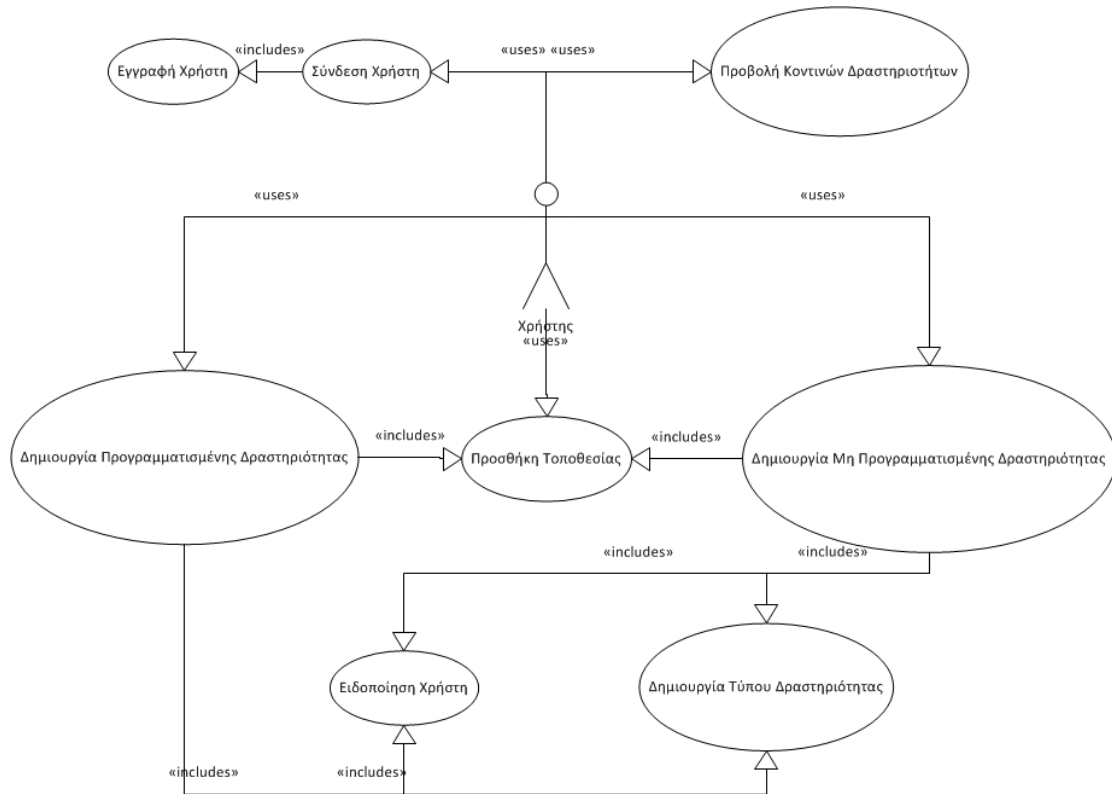 «includes»
«uses» «uses»
Εγγραφή Χρήστη
Σύνδεση Χρήστη
Προβολή Κοντινών Δραστηριοτήτων
«uses»
«uses»
Χρήστης
«uses»
Δημιουργία Προγραμματισμένης Δραστηριότητας
«includes»
Προσθήκη Τοποθεσίας
«includes»
Δημιουργία Μη Προγραμματισμένης Δραστηριότητας
«includes»
«includes»
Ειδοποίηση Χρήστη
Δημιουργία Τύπου Δραστηριότητας
«includes»
«includes»